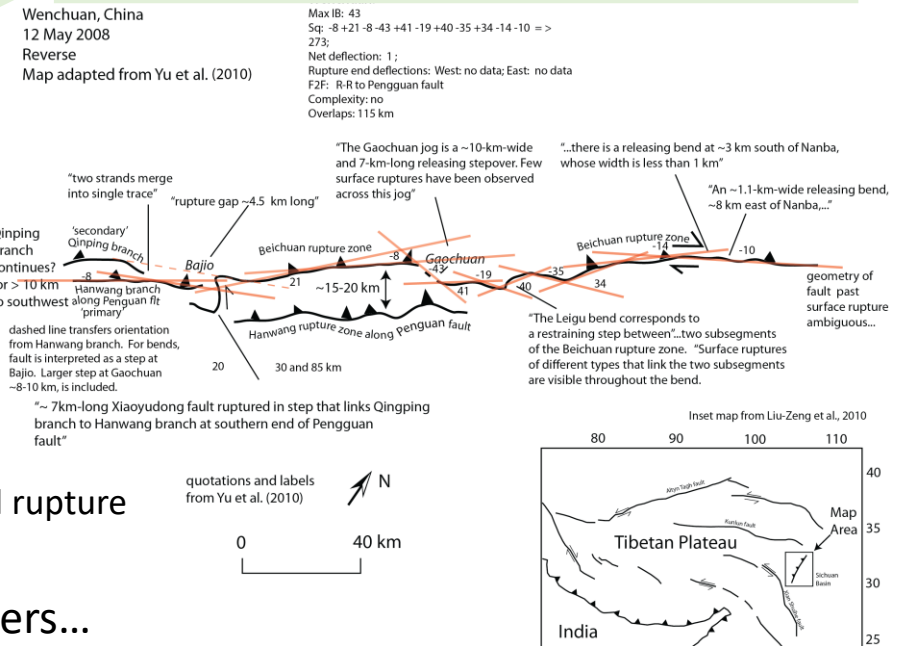 Wenchuan, China
12 May 2008
Reverse
Map adapted from Yu et al. (2010)
Max IB: 43
Sq: -8 +21 -8 -43 +41 -19 +40 -35 +34 -14 -10 = >
273;
Net deflection: 1 ;
Rupture end deflections: West: no data; East: no data
F2F: R-R to Pengguan fault
Complexity: no
Overlaps: 115 km
"The Gaochuan jog is a ~10-km-wide
and 7-km-long releasing stepover. Few
surface ruptures have been observed
across this jog"
"...there is a releasing bend at ~3 km south of Nanba,
whose width is less than 1 km"
"two strands merge
into single trace"
"rupture gap ~4.5 km long"
"An ~1.1-km-wide releasing bend,
~8 km east of Nanba,..."
Qinping
branch
continues?
or > 10 km
to southwest
'secondary'
Qinping branch
-8
Hanwang branch
along Penguan flt
'primary'
Bajio
Beichuan rupture zone
21
-8
Gaochuan
-43
41
-19
40
-35
34
Beichuan rupture zone
-14
-10
~15-20 km
Hanwang rupture zone along Penguan fault
geometry of
fault past
surface rupture
ambiguous...
dashed line transfers orientation
from Hanwang branch. For bends,
fault is interpreted as a step at
Bajio. Larger step at Gaochuan
~8-10 km, is included.
20
30 and 85 km
"The Leigu bend corresponds to
a restraining step between"...two subsegments
of the Beichuan rupture zone. "Surface ruptures
of different types that link the two subsegments
are visible throughout the bend.
"~ 7km-long Xiaoyudong fault ruptured in step that links Qingping
branch to Hanwang branch at southern end of Pengguan
fault"
quotations and labels
from Yu et al. (2010)
N
0
40 km
rupture
ers...
Inset map from Liu-Zeng et al., 2010
80
90
100
110
40
35
30
25
Altyn Tagh fault
Kunlun fault
Tibetan Plateau
Map
Area
Sichuan
Basin
Xian Shuihe fault
India